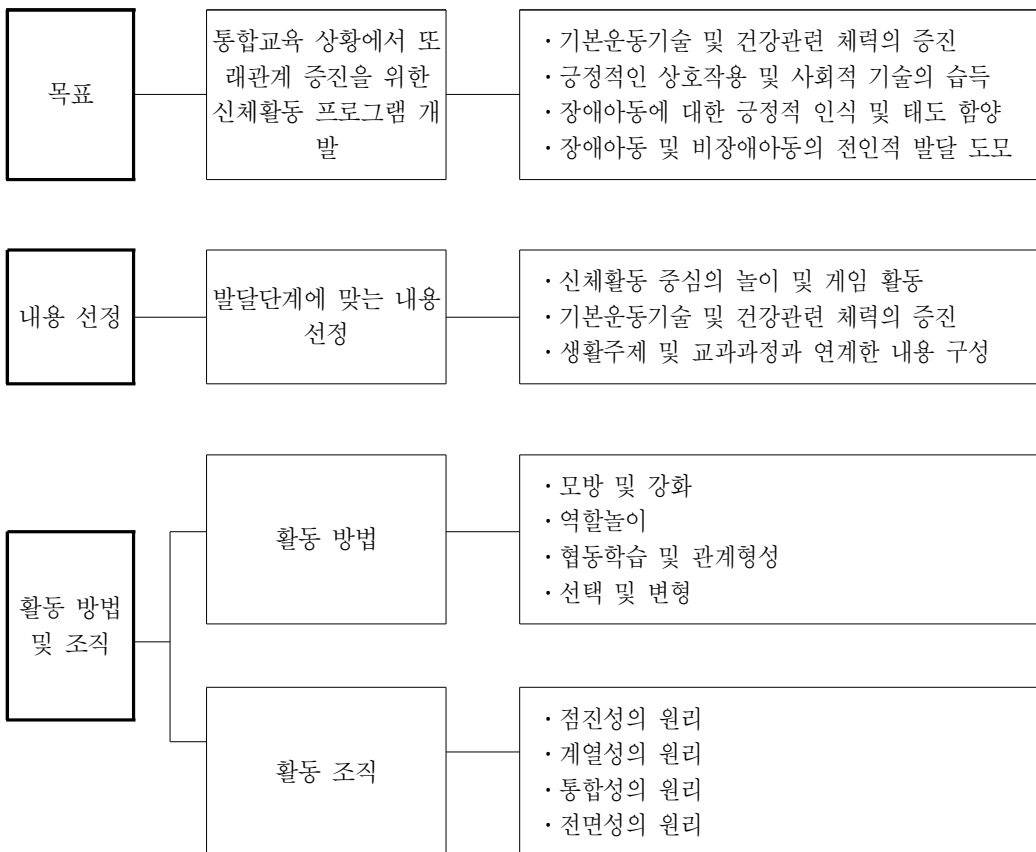 목표
통합교육 상황에서 또
래관계 증진을 위한
신체활동 프로그램 개
발
· 기본운동기술 및 건강관련 체력의 증진
· 긍정적인 상호작용 및 사회적 기술의 습득
· 장애아동에 대한 긍정적 인식 및 태도 함양
· 장애아동 및 비장애아동의 전인적 발달 도모
내용 선정
발달단계에 맞는 내용
선정
· 신체활동 중심의 놀이 및 게임 활동
· 기본운동기술 및 건강관련 체력의 증진
· 생활주제 및 교과과정과 연계한 내용 구성
활동 방법
및 조직
활동 방법
· 모방 및 강화
· 역할놀이
· 협동학습 및 관계형성
· 선택 및 변형
활동 조직
· 점진성의 원리
· 계열성의 원리
· 통합성의 원리
· 전면성의 원리